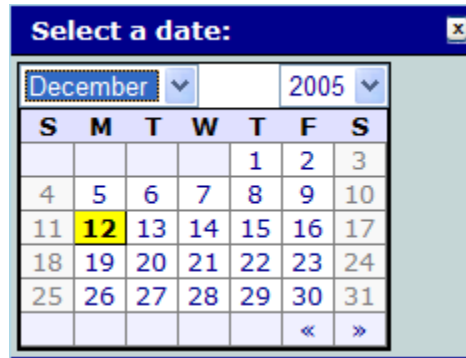 Select a date: x
December 2005
S M T W T F S
1 2 3
4 5 6 7 8 9 10
11 12 13 14 15 16 17
18 19 20 21 22 23 24
25 26 27 28 29 30 31
« »